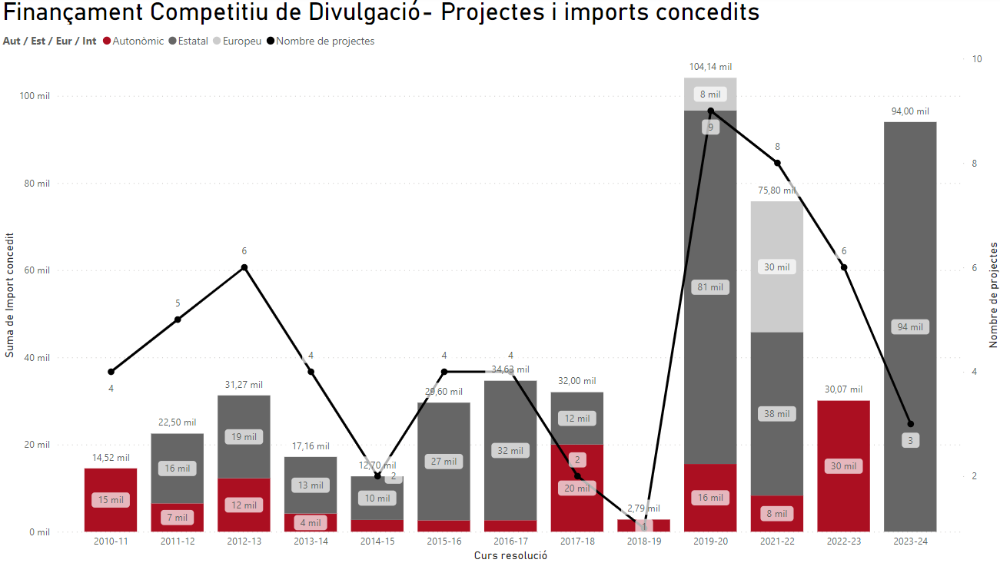 Finançament Competitiu de Divulgació- Projectes i imports concedits
Aut / Est / Eur / Int Autonòmic Estatal Europeu Nombre de projectes
Suma de Import concedit
100 mil
80 mil
60 mil
40 mil
20 mil
0 mil
14,52 mil
15 mil
4
22,50 mil
16 mil
7 mil
5
31,27 mil
19 mil
12 mil
6
17,16 mil
13 mil
4 mil
4
12,70 mil
10 mil
2
29,60 mil
27 mil
4
34,63 mil
32 mil
4
32,00 mil
12 mil
20 mil
2
2,79 mil
1
104,14 mil
8 mil
81 mil
16 mil
9
75,80 mil
30 mil
38 mil
8 mil
8
30,07 mil
30 mil
6
94,00 mil
94 mil
3
10
8
6
4
2
Nombre de projectes
2010-11 2011-12 2012-13 2013-14 2014-15 2015-16 2016-17 2017-18 2018-19 2019-20 2021-22 2022-23 2023-24
Curs resolució